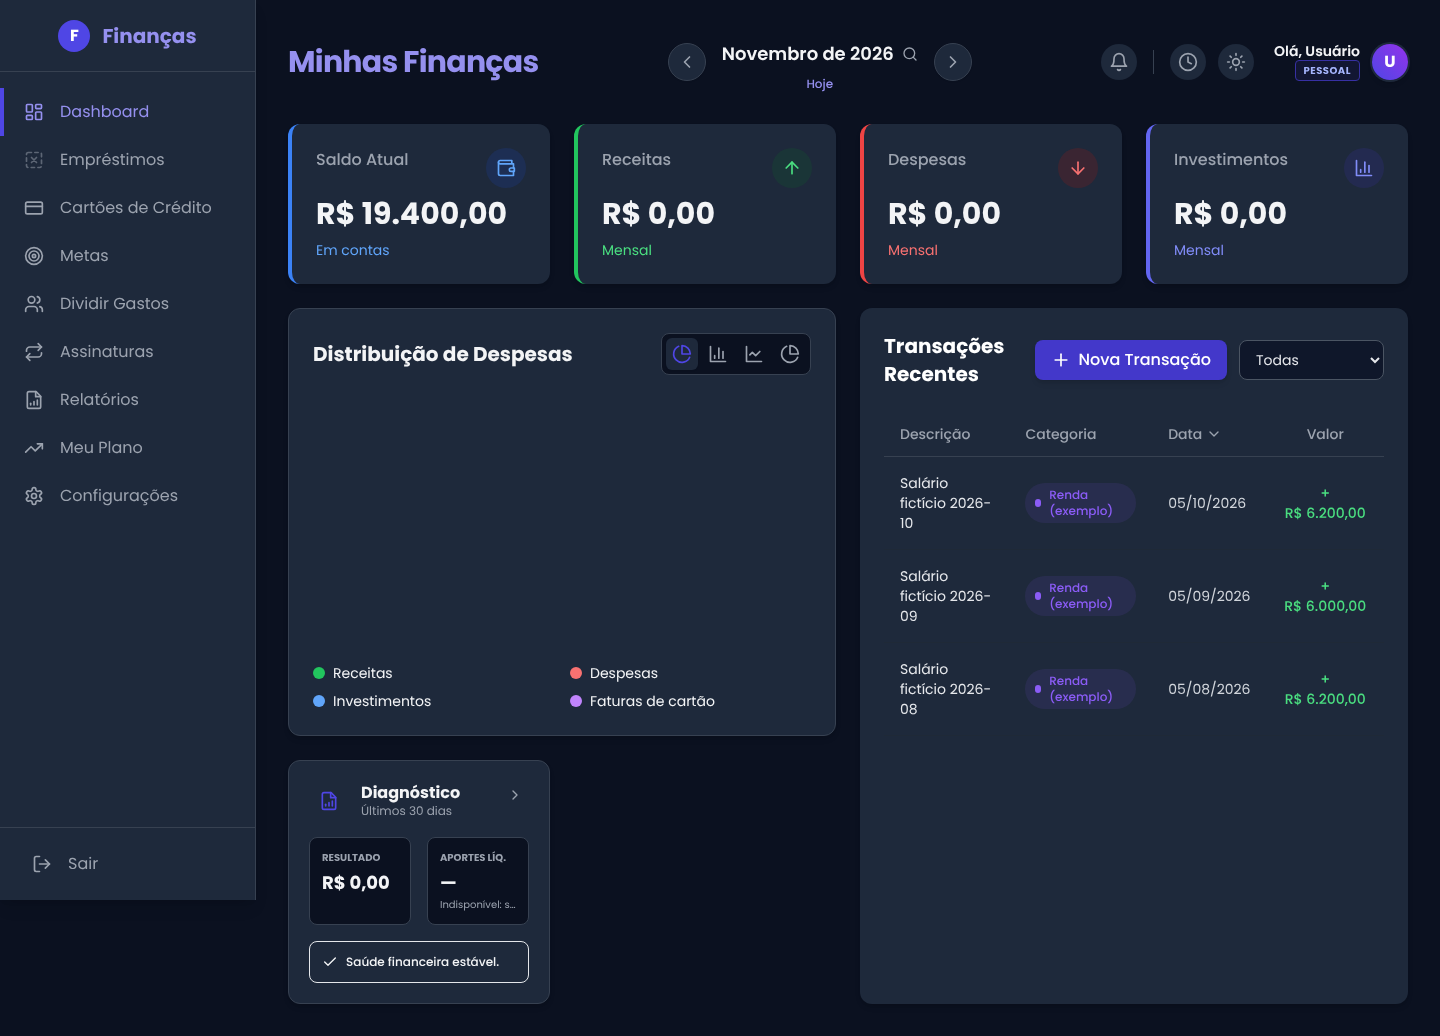 F Finanças
Dashboard
Empréstimos
Cartões de Crédito
Metas
Dividir Gastos
Assinaturas
Relatórios
Meu Plano
Configurações
Sair
Minhas Finanças
Novembro de 2026
Hoje
Olá, Usuário
PESSOAL
U
Saldo Atual
R$ 19.400,00
Em contas
Receitas
R$ 0,00
Mensal
Despesas
R$ 0,00
Mensal
Investimentos
R$ 0,00
Mensal
Distribuição de Despesas
Receitas
Despesas
Investimentos
Faturas de cartão
Diagnóstico
Últimos 30 dias
RESULTADO
R$ 0,00
APORTES LÍQ.
—
Indisponível: s...
Saúde financeira estável.
Transações
Recentes
+ Nova Transação
Todas
Descrição Categoria Data Valor
Salário
fictício 2026-
10
Renda
(exemplo)
05/10/2026
+
R$ 6.200,00
Salário
fictício 2026-
09
Renda
(exemplo)
05/09/2026
+
R$ 6.000,00
Salário
fictício 2026-
08
Renda
(exemplo)
05/08/2026
+
R$ 6.200,00